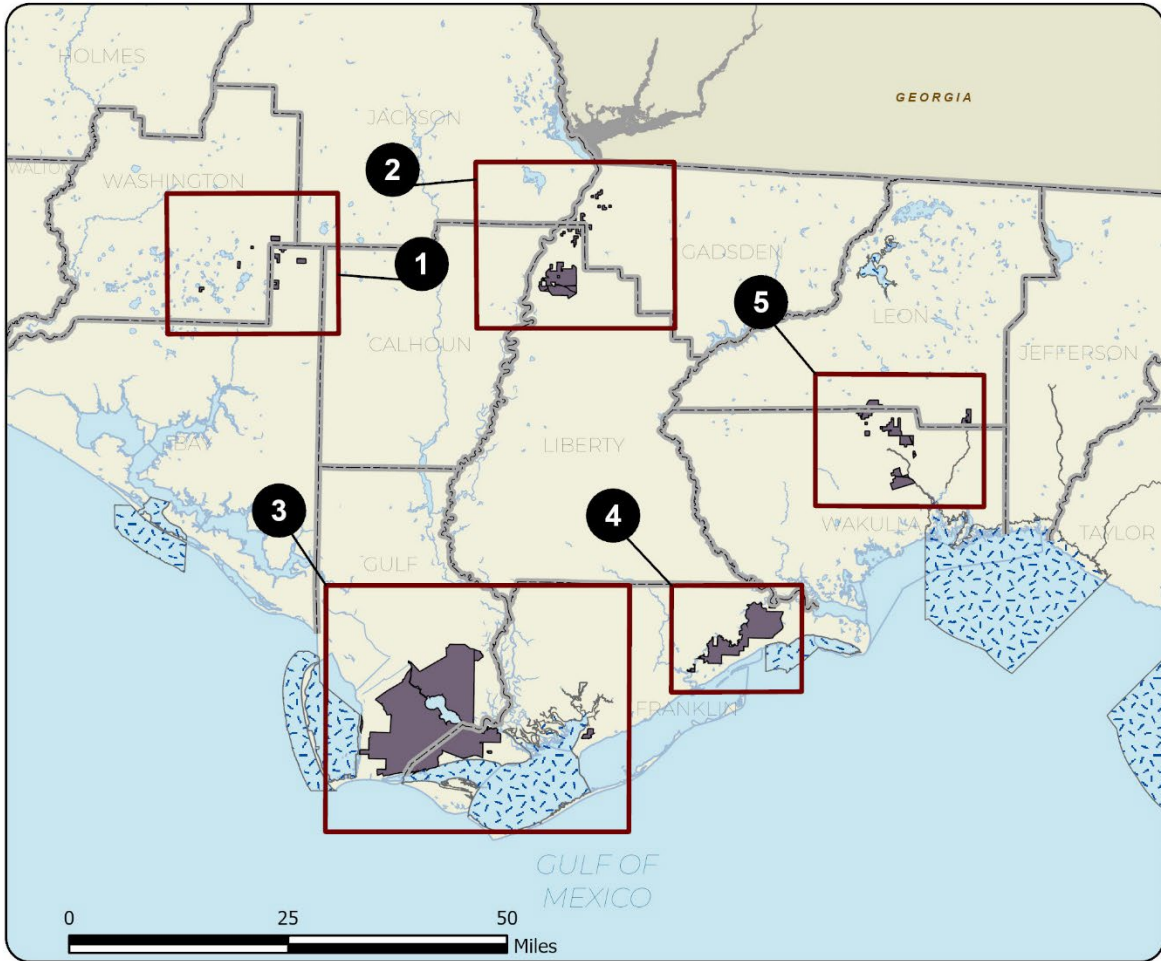 HOLMES
GEORGIA
JACKSON
2
WALTON
WASHINGTON
1
GADSDEN
5
LEON
CALHOUN
JEFFERSON
BAY
LIBERTY
3
4
WAKULLA
TAYLOR
GULF
FRANKLIN
GULF OF
MEXICO
0
25
50
Miles